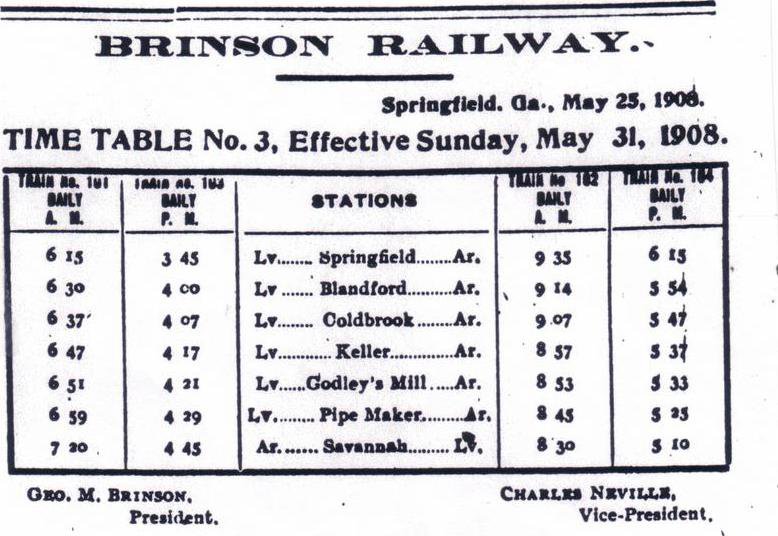 BRINSON RAILWAY.
Springfield. Ga., May 25, 1908.
TIME TABLE No. 3, Effective Sunday, May 31, 1908.
TRAIN No. 101 TRAIN No. 103 STATIONS TRAIN No 102 TRAIN No. 104
DAILY DAILY DAILY DAILY
A. M. P. M. A. M. P. M.
6 15 3 45 Lv........ Springfield.......Ar. 9 35 6 15
6 30 4 00 Lv ....... Blandford........Ar. 9 14 5 54
6 37 4 07 Lv........ Coldbrook ........Ar. 9.07 5 47
6 47 4 17 Lv......... Keller............Ar. 8 57 5 37
6 51 4 21 Lv......Godley's Mill.....Ar. 8 53 5 33
6 59 4 29 Lv......... Pipe Maker.........Ar. 8 45 5 25
7 20 4 45 Ar....... Savannah......... Lv. 8 30 5 10
GEO. M. BRINSON, CHARLES NEVILLE,
President. Vice-President.